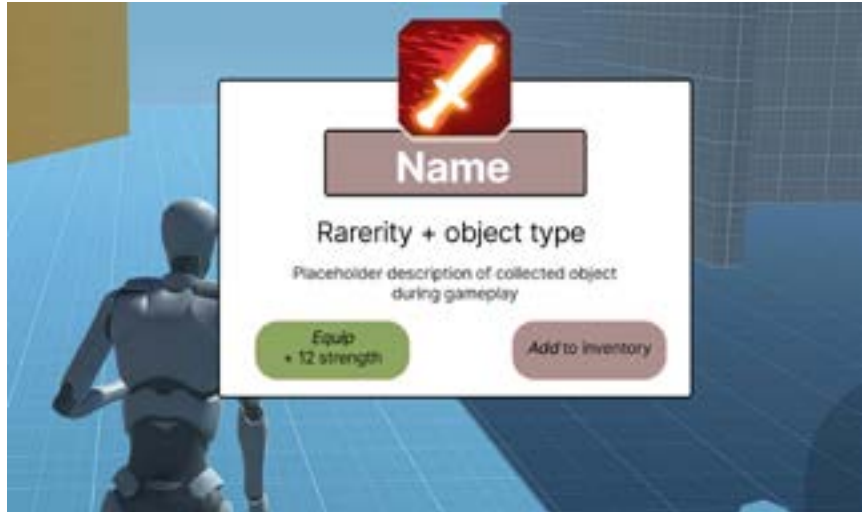 Name
Rarerity + object type
Placeholder description of collected object
during gameplay
Equip
+ 12 strength
Add to inventory